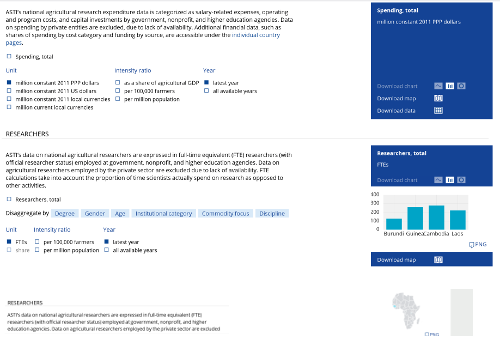 ASTI's national agricultural research expenditure data is categorized as salary-related expenses, operating
and program costs, and capital investments by government, nonprofit, and higher education agencies. Data
on spending by private entities are excluded, due to lack of availability. Additional financial data, such as
shares of spending by cost category and funding by source, are accessible under the individual country
pages.
Spending, total
Unit Intensity ratio Year
million constant 2011 PPP dollars as a share of agricultural GDP latest year
million constant 2011 US dollars per 100,000 farmers all available years
million constant 2011 local currencies per million population
million current local currencies
Spending, total
million constant 2011 PPP dollars
Download chart
Download map
Download data
RESEARCHERS
ASTI's data on national agricultural researchers are expressed in full-time equivalent (FTE) researchers (with
official researcher status) employed at government, nonprofit, and higher education agencies. Data on
agricultural researchers employed by the private sector are excluded due to lack of availability. FTE
calculations take into account the proportion of time scientists actually spend on research as opposed to
other activities.
Researchers, total
Disaggregate by Degree Gender Age Institutional category Commodity focus Discipline
Unit Intensity ratio Year
FTEs per 100,000 farmers latest year
share per million population all available years
Researchers, total
FTEs
Download chart
400
300
200
100
0
Burundi Guinea Cambodia Laos
PNG
Download map
RESEARCHERS
ASTI's data on national agricultural researchers are expressed in full-time equivalent (FTE)
researchers (with official researcher status) employed at government, nonprofit, and higher
education agencies. Data on agricultural researchers employed by the private sector are excluded
PNG